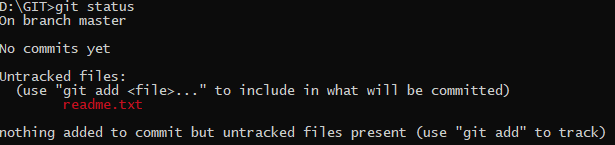 D:\GIT>git status
On branch master
No commits yet
Untracked files:
(use "git add <file>..." to include in what will be committed)
readme.txt
nothing added to commit but untracked files present (use "git add" to track)